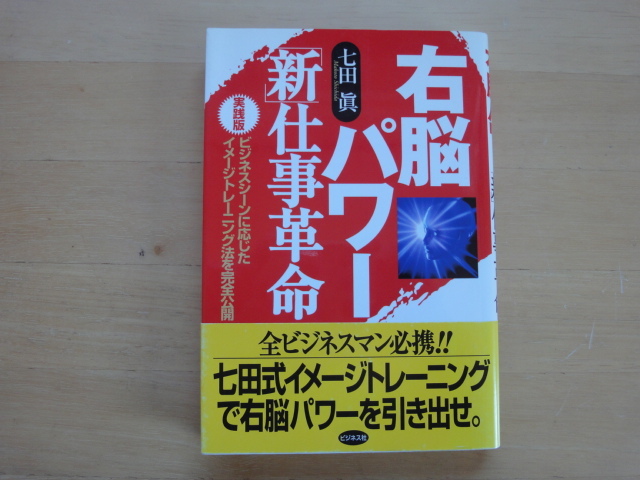 右脳
パワー
七田 眞
Makoto Shichida
「新」仕事革命
実践版
ビジネスシーンに応じた
イメージトレーニング法を完全公開
全ビジネスマン必携!!
七田式イメージトレーニング
で右脳パワーを引き出せ。
ビジネス社